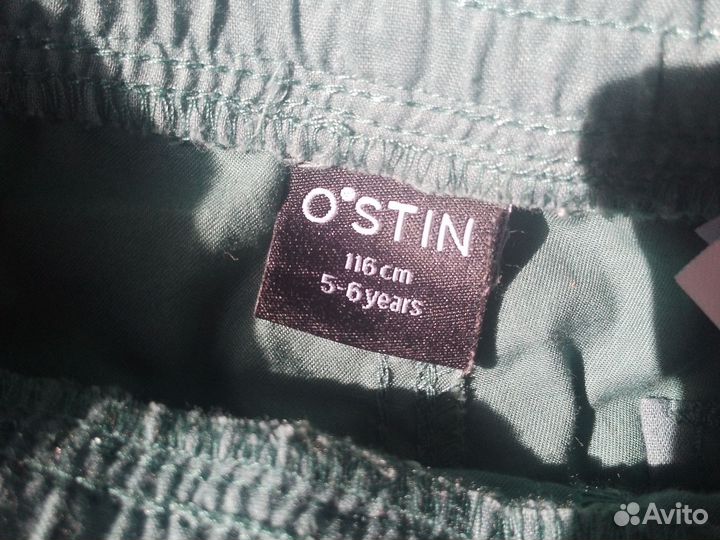 O'STIN
116 cm
5-6 years
Avito